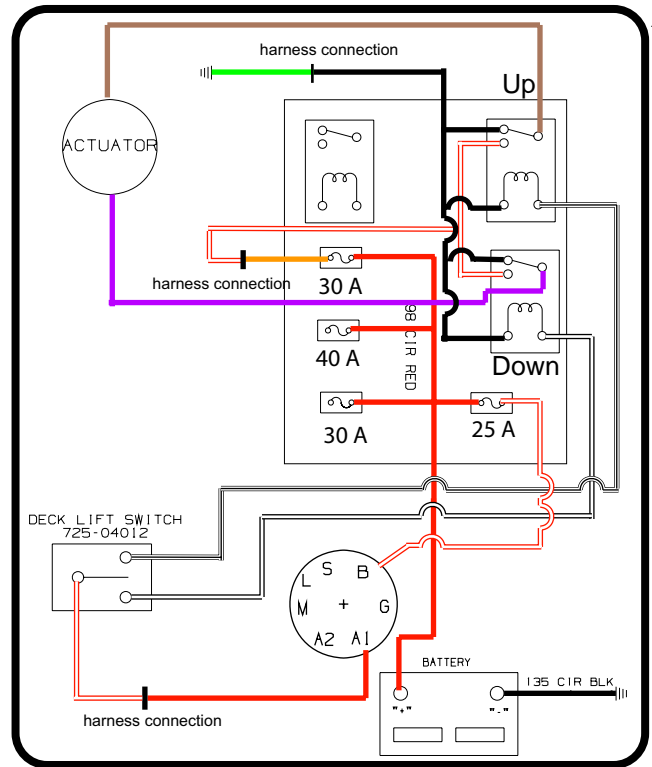 harness connection
Up
ACTUATOR
harness connection
30 A
98 CIR RED
40 A
Down
30 A
25 A
DECK LIFT SWITCH
725-04012
S
B
L
M
+
G
A2
A1
BATTERY
135 CIR BLK
"+"
"-"
harness connection